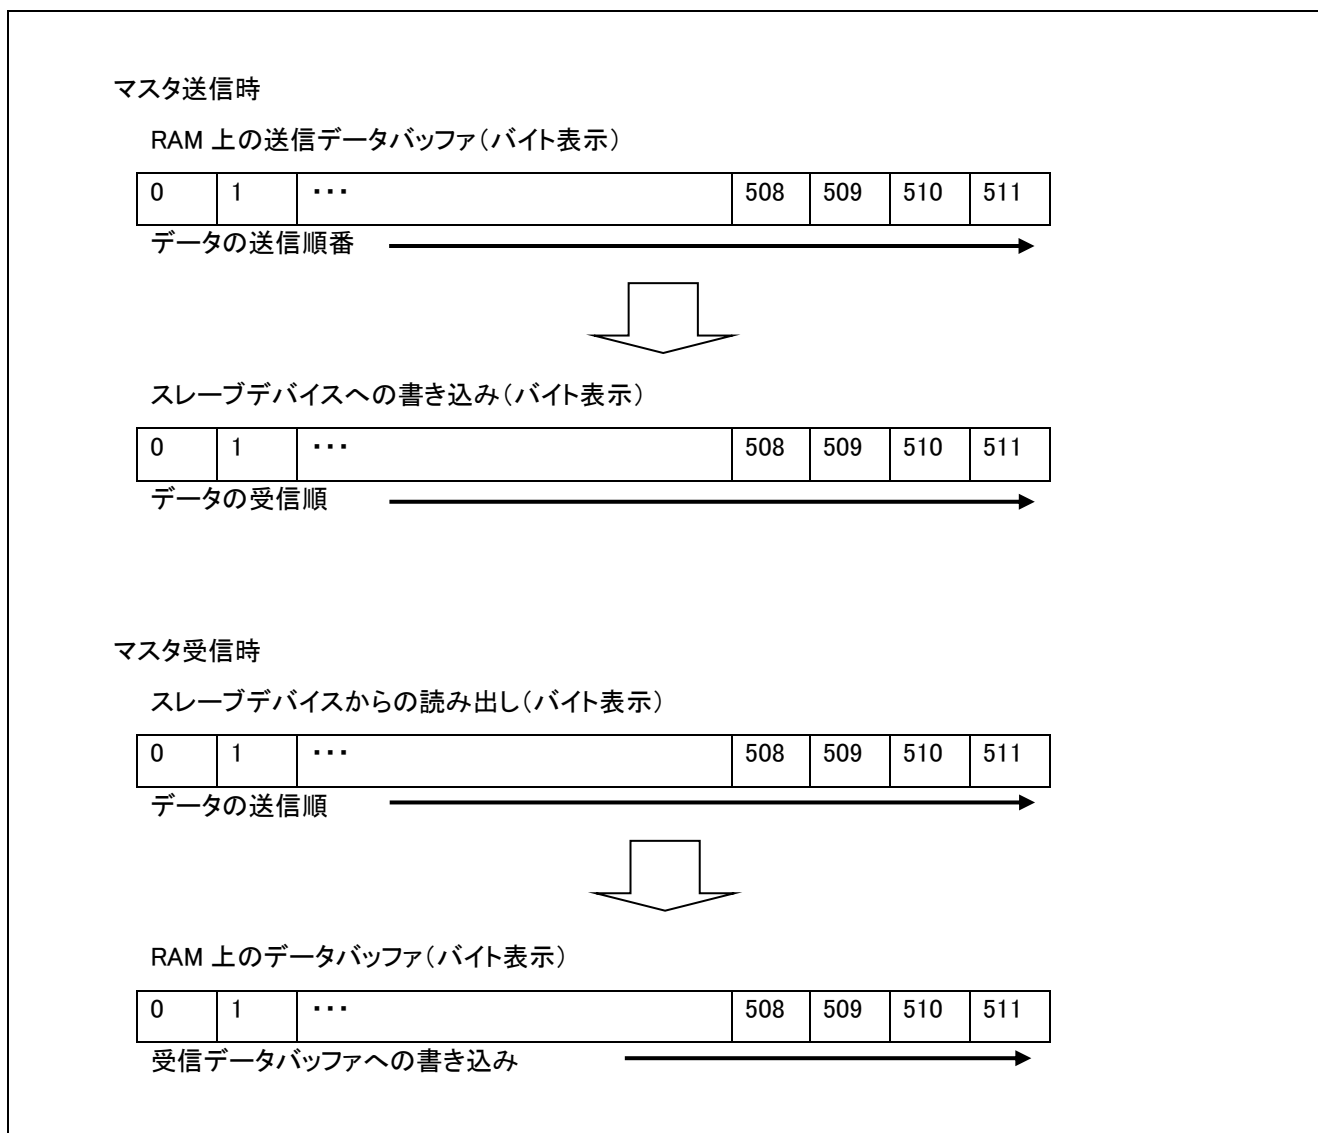 マスタ送信時
RAM 上の送信データバッファ（バイト表示）
0 1 ・・・ 508 509 510 511
データの送信順番
スレーブデバイスへの書き込み（バイト表示）
0 1 ・・・ 508 509 510 511
データの受信順
マスタ受信時
スレーブデバイスからの読み出し（バイト表示）
0 1 ・・・ 508 509 510 511
データの送信順
RAM 上のデータバッファ（バイト表示）
0 1 ・・・ 508 509 510 511
受信データバッファへの書き込み